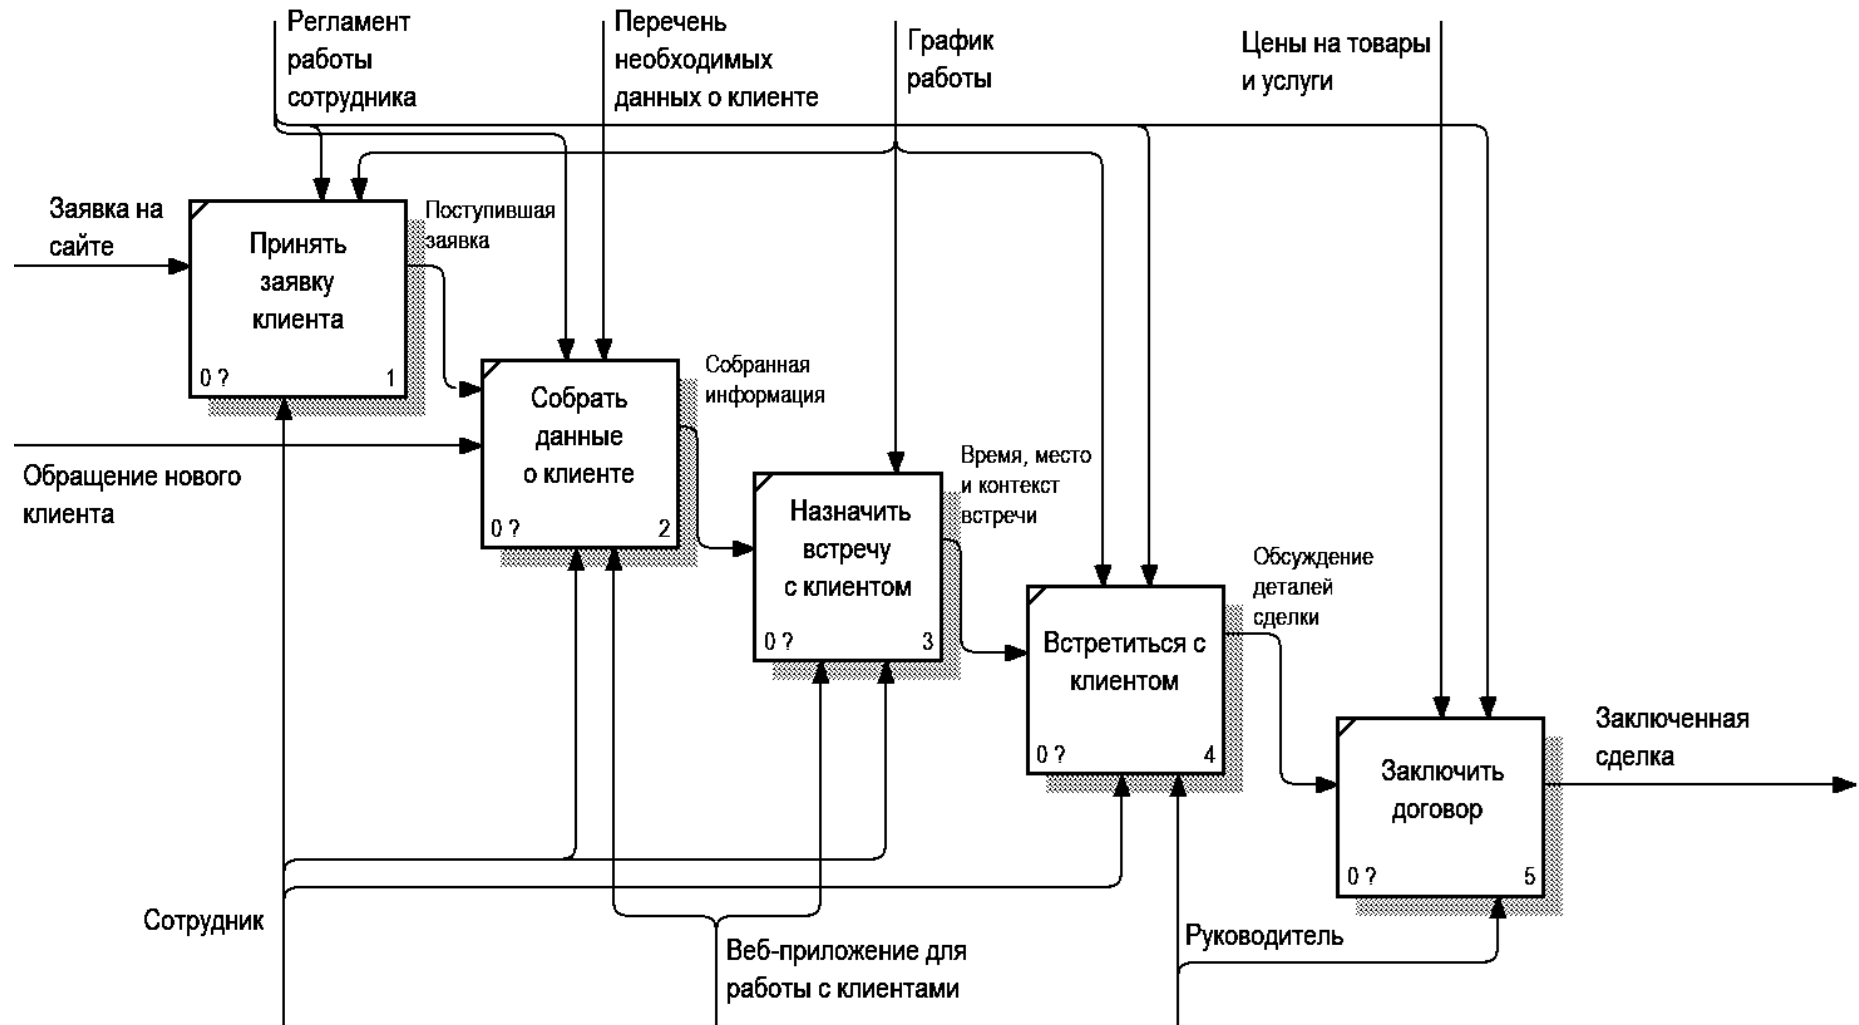 Регламент
работы
сотрудника
Перечень
необходимых
данных о клиенте
График
работы
Цены на товары
и услуги
Заявка на
сайте
Принять
заявку
клиента
0 ?
1
Поступившая
заявка
Обращение нового
клиента
Собрать
данные
о клиенте
0 ?
2
Собранная
информация
Назначить
встречу
с клиентом
0 ?
3
Время, место
и контекст
встречи
Встретиться с
клиентом
0 ?
4
Обсуждение
деталей
сделки
Заключить
договор
0 ?
5
Заключенная
сделка
Сотрудник
Веб-приложение для
работы с клиентами
Руководитель